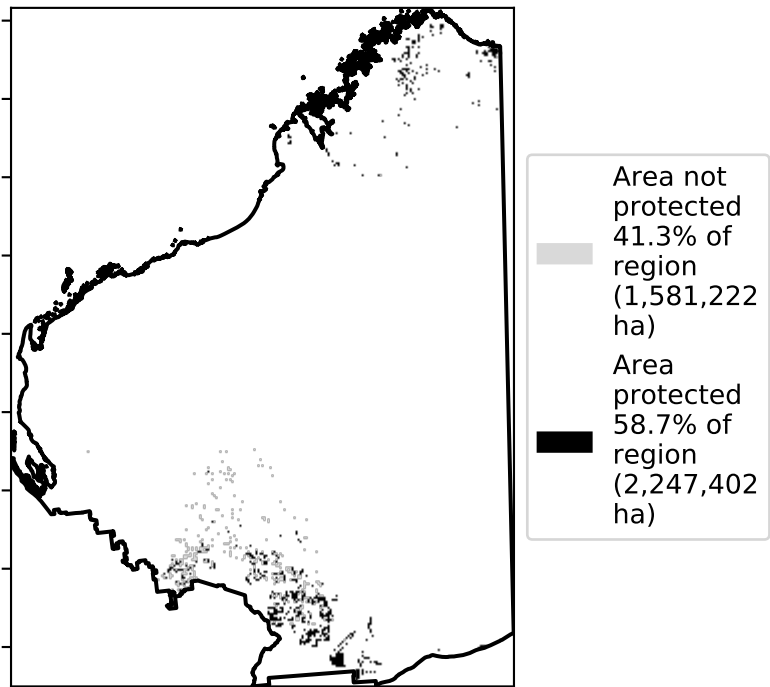 Area not
protected
41.3% of
region
(1,581,222
ha)
Area
protected
58.7% of
region
(2,247,402
ha)